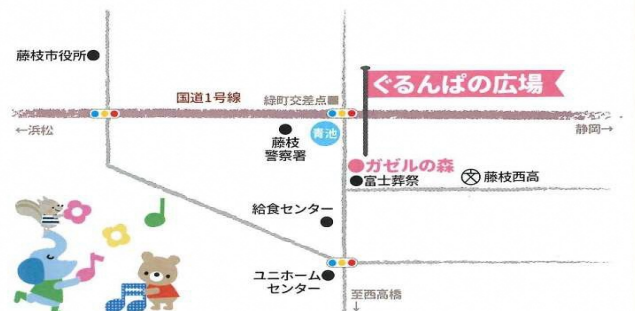 藤枝市役所
ぐるんぱの広場
国道1号線
緑町交差点
←浜松
静岡→
藤枝
警察署
青池
ガゼルの森
富士葬祭
文
藤枝西高
給食センター
ユニホーム
センター
至西高橋
↓